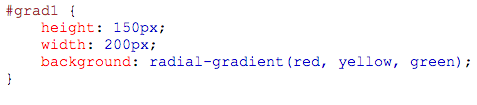 #grad1 {
    height: 150px;
    width: 200px;
    background: radial-gradient(red, yellow, green);
}